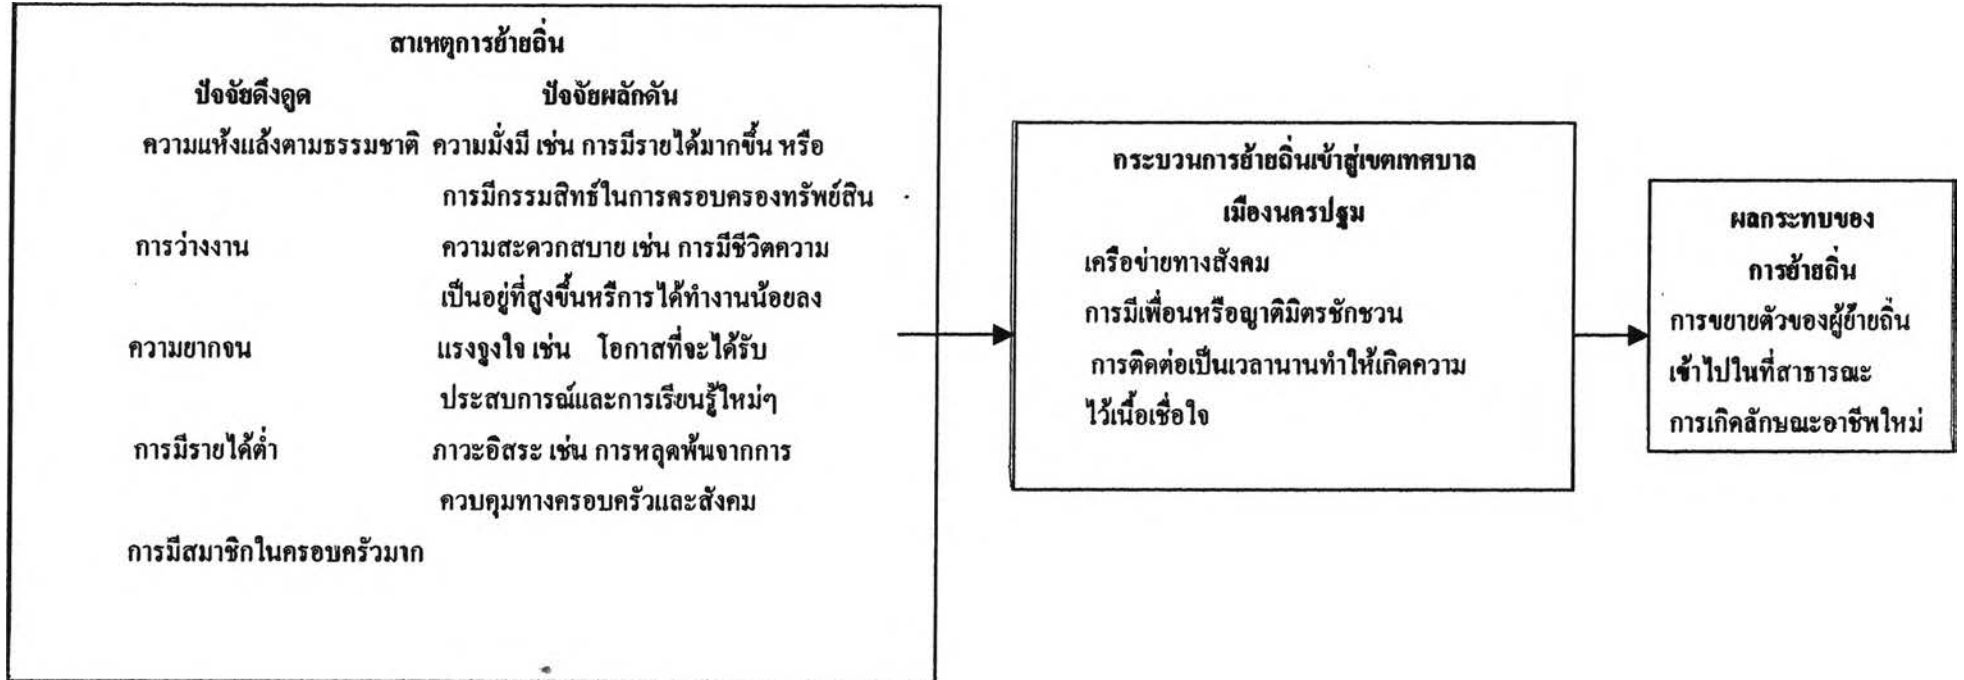 สาเหตุการย้ายถิ่น
ปัจจัยดึงดูด ปัจจัยผลักดัน
ความแห้งแล้งตามธรรมชาติ ความมั่งมี เช่น การมีรายได้มากขึ้น หรือ
การมีกรรมสิทธ์ในการครอบครองทรัพย์สิน
การว่างงาน ความสะดวกสบาย เช่น การมีชีวิตความ
เป็นอยู่ที่สูงขึ้นหรืการได้ทำงานน้อยลง
ความยากจน แรงจูงใจ เช่น โอกาสที่จะได้รับ
ประสบการณ์และการเรียนรู้ใหม่ๆ
การมีรายได้ต่ำ ภาวะอิสระ เช่น การหลุดพ้นจากการ
ควบคุมทางครอบครัวและสังคม
การมีสมาชิกในครอบครัวมาก
กระบวนการย้ายถิ่นเข้าสู่เขตเทศบาล
เมืองนครปฐม
เครือข่ายทางสังคม
การมีเพื่อนหรือญาติมิตรชักชวน
การติดต่อเป็นเวลานานทำให้เกิดความ
ไว้เนื้อเชื่อใจ
ผลกระทบของ
การย้ายถิ่น
การขยายตัวของผู้ย้ายถิ่น
เข้าไปในที่สาธารณะ
การเกิดลักษณะอาชีพใหม่